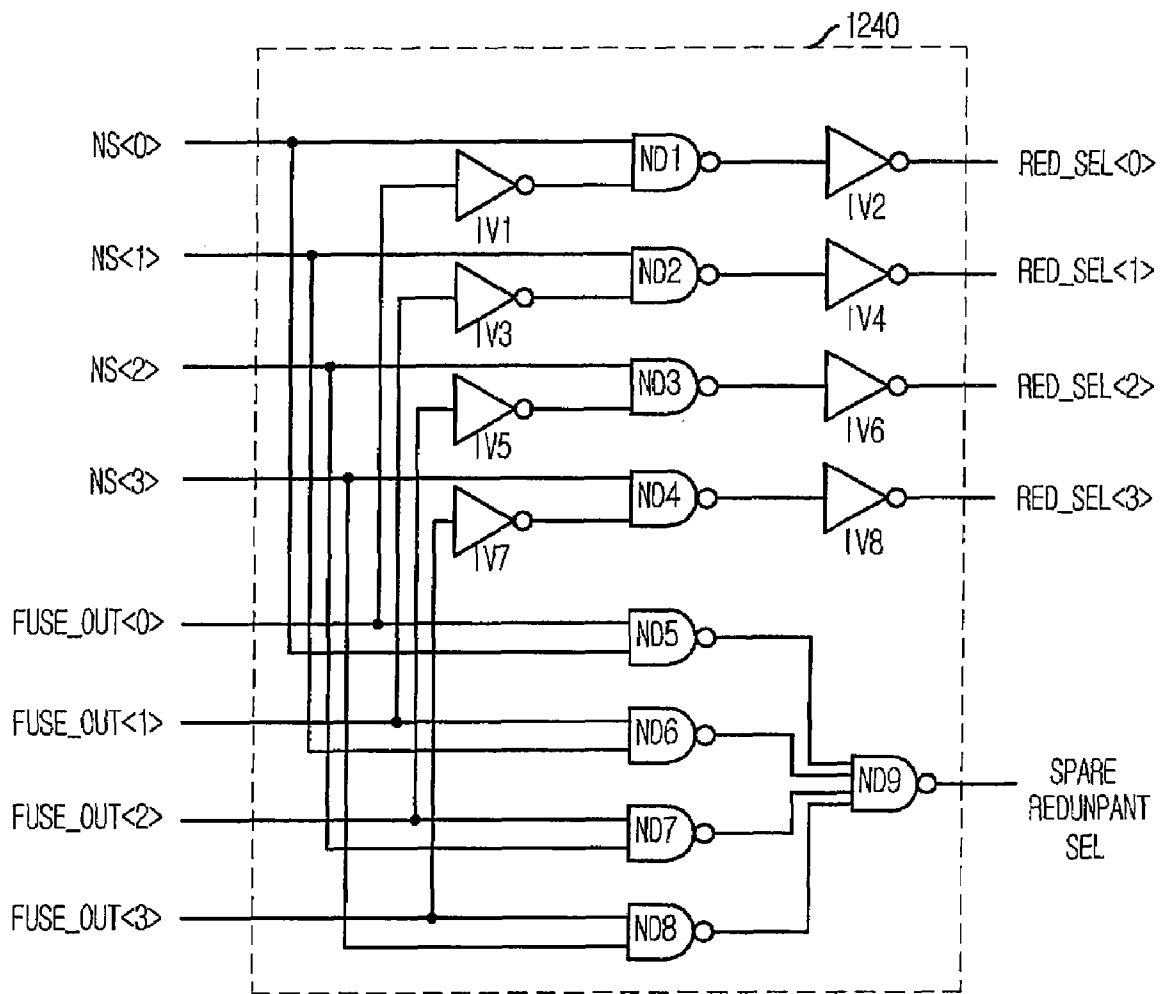 1240
NS<0>
ND1
IV1
IV2
RED_SEL<0>
NS<1>
ND2
IV3
IV4
RED_SEL<1>
NS<2>
ND3
IV5
IV6
RED_SEL<2>
NS<3>
ND4
IV7
IV8
RED_SEL<3>
FUSE_OUT<0>
ND5
FUSE_OUT<1>
ND6
ND9
SPARE
REDUNPANT
SEL
FUSE_OUT<2>
ND7
FUSE_OUT<3>
ND8